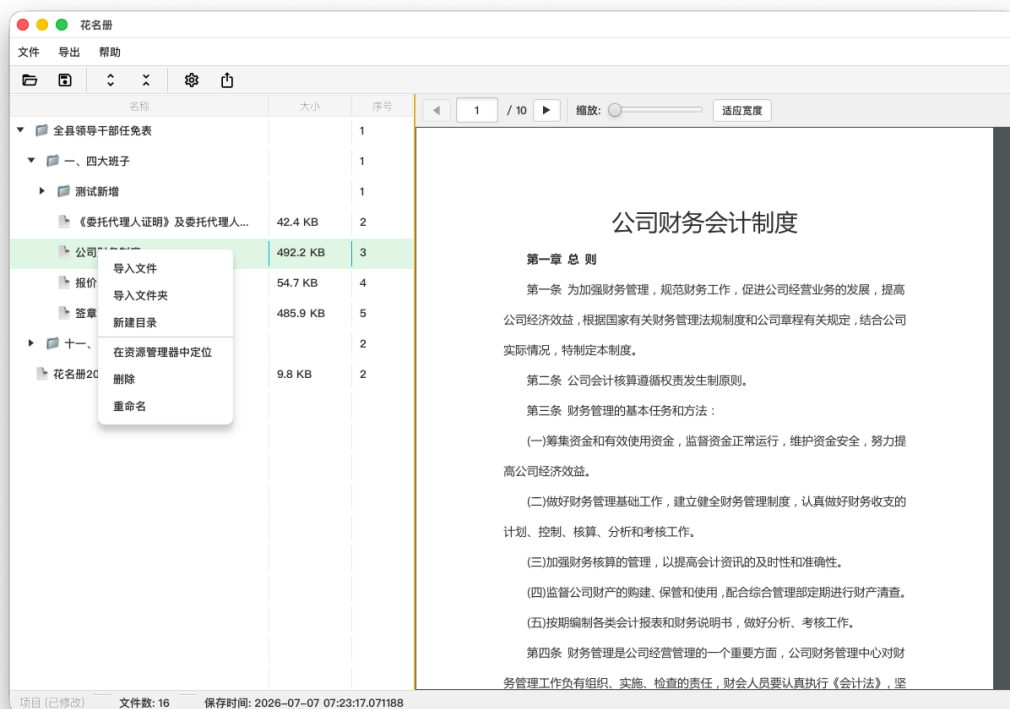 花名册
文件 导出 帮助
名称 大小 序号
1 / 10 缩放: 适应宽度
全县领导干部任免表 1
一、四大班子 1
测试新增 1
《委托代理人证明》及委托代理人... 42.4 KB 2
公司财务制度 492.2 KB 3
报价 54.7 KB 4
签章 485.9 KB 5
十一、 2
花名册20 9.8 KB 2
导入文件
导入文件夹
新建目录
在资源管理器中定位
删除
重命名
公司财务会计制度
第一章 总 则
第一条 为加强财务管理，规范财务工作，促进公司经营业务的发展，提高
公司经济效益，根据国家有关财务管理法规制度和公司章程有关规定，结合公司
实际情况，特制定本制度。
第二条 公司会计核算遵循权责发生制原则。
第三条 财务管理的基本任务和方法：
(一)筹集资金和有效使用资金，监督资金正常运行，维护资金安全，努力提
高公司经济效益。
(二)做好财务管理基础工作，建立健全财务管理制度，认真做好财务收支的
计划、控制、核算、分析和考核工作。
(三)加强财务核算的管理，以提高会计资讯的及时性和准确性。
(四)监督公司财产的购建、保管和使用，配合综合管理部定期进行财产清查。
(五)按期编制各类会计报表和财务说明书，做好分析、考核工作。
第四条 财务管理是公司经营管理的一个重要方面，公司财务管理中心对财
务管理工作负有组织、实施、检查的责任，财会人员要认真执行《会计法》，坚
项目 (已修改) 文件数: 16 保存时间: 2026-07-07 07:23:17.071188